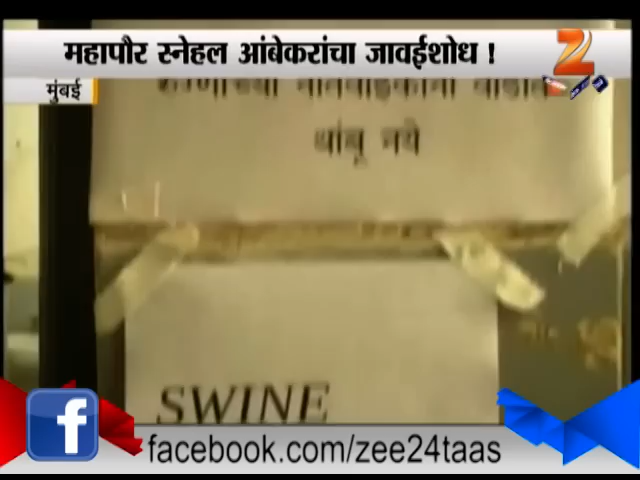 महापौर स्नेहल आंबेकरांचा जावईशोध !
मुंबई
थांबू नये
SWINE
facebook.com/zee24taas